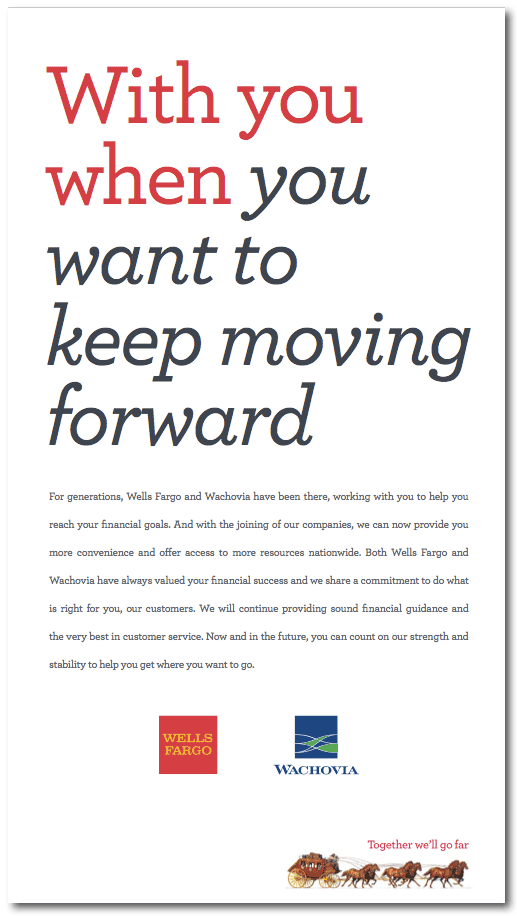 With you
when you
want to
keep moving
forward
For generations, Wells Fargo and Wachovia have been there, working with you to help you
reach your financial goals. And with the joining of our companies, we can now provide you
more convenience and offer access to more resources nationwide. Both Wells Fargo and
Wachovia have always valued your financial success and we share a commitment to do what
is right for you, our customers. We will continue providing sound financial guidance and
the very best in customer service. Now and in the future, you can count on our strength and
stability to help you get where you want to go.
WELLS
FARGO
WACHOVIA
Together we'll go far